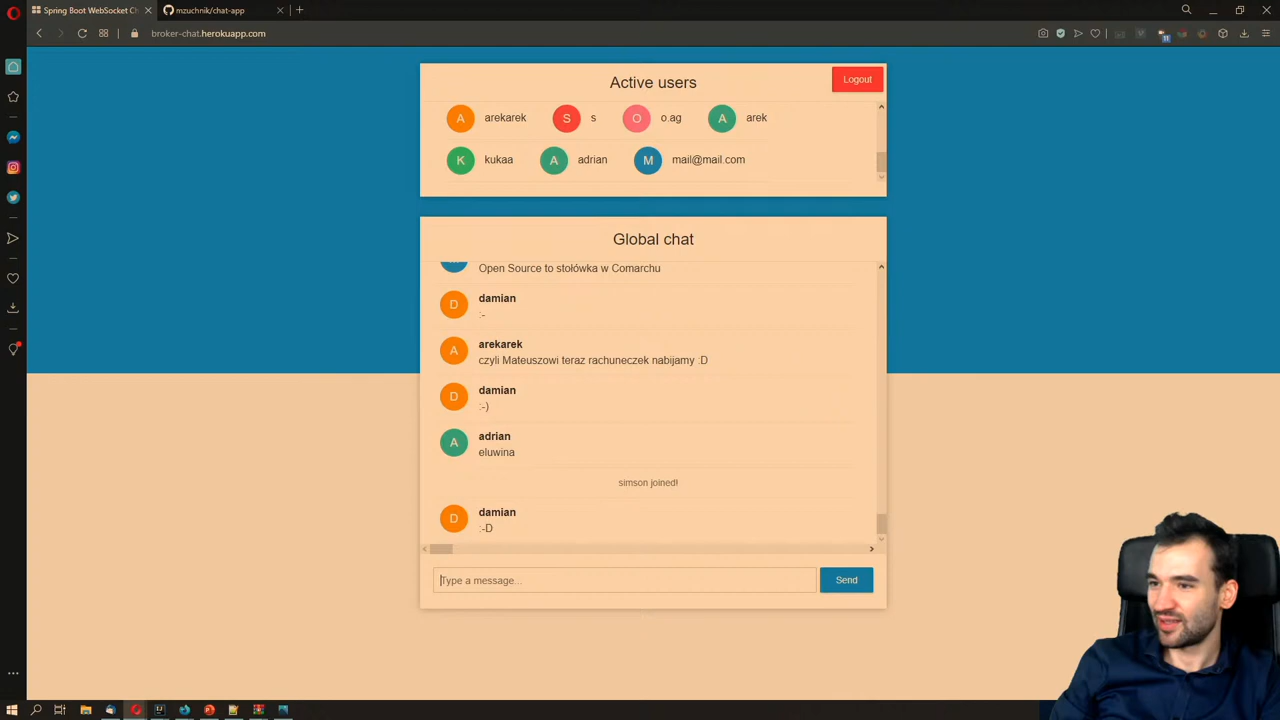 Spring Boot WebSocket Ch
mzuchnik/chat-app
broker-chat.herokuapp.com
11
Active users
Logout
A arekarek S s O o.ag A arek
K kukaa A adrian M mail@mail.com
Global chat
Open Source to stołówka w Comarchu
D damian
:-
A arekarek
czyli Mateuszowi teraz rachuneczek nabijamy :D
D damian
:-)
A adrian
eluwina
simson joined!
D damian
:-D
Type a message...
Send